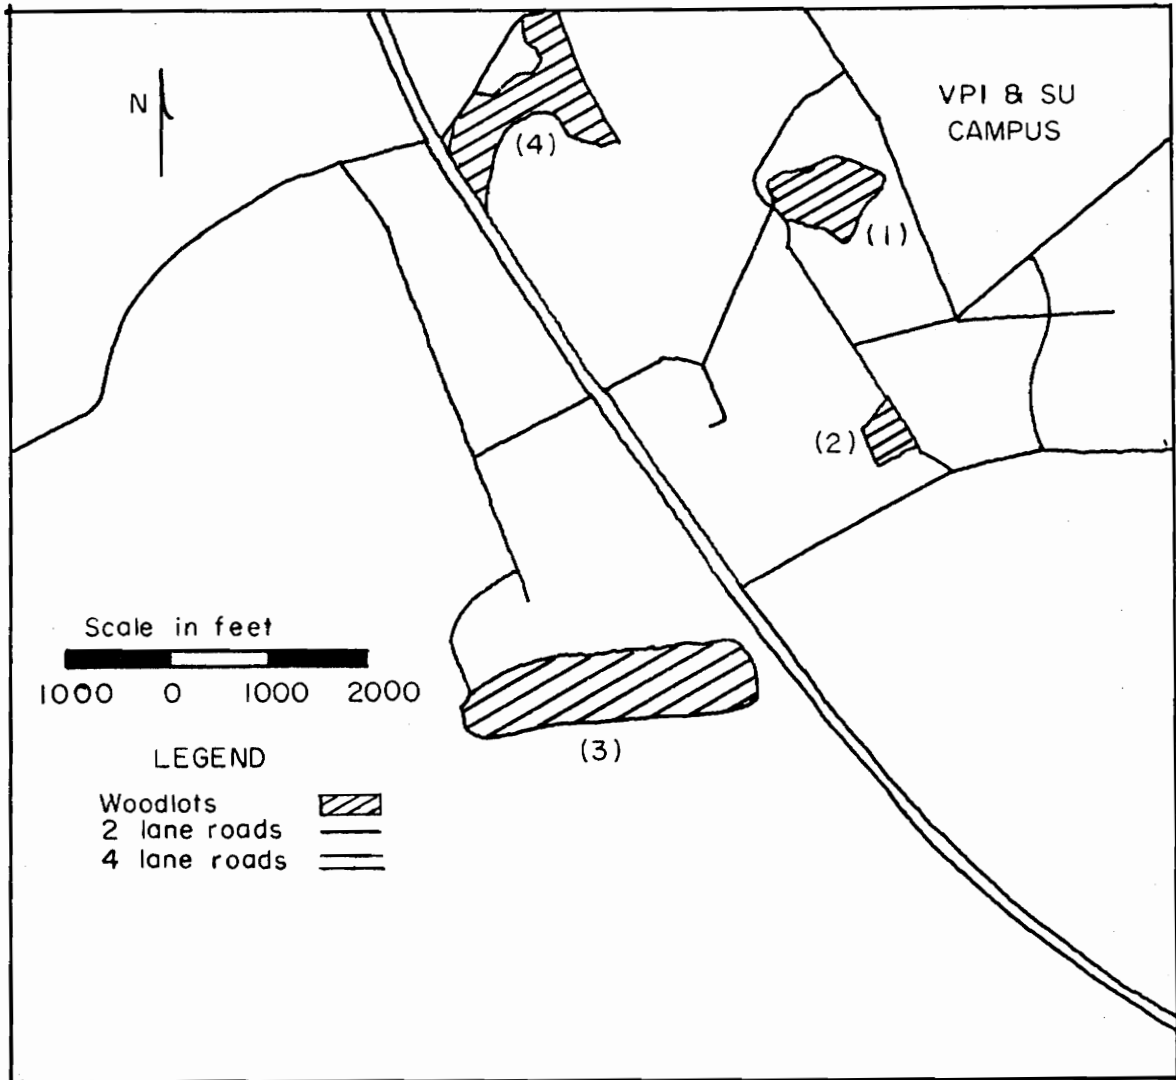 N
VPI & SU
CAMPUS
(4)
(1)
(2)
Scale in feet
1000 0 1000 2000
(3)
LEGEND
Woodlots
2 lane roads
4 lane roads